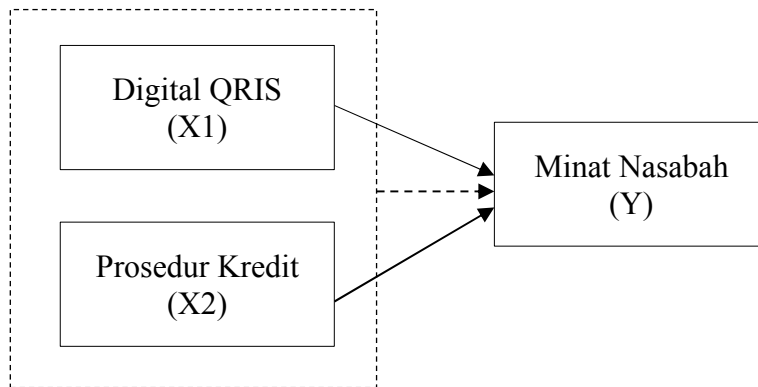 Digital QRIS
(X1)
Minat Nasabah
(Y)
Prosedur Kredit
(X2)